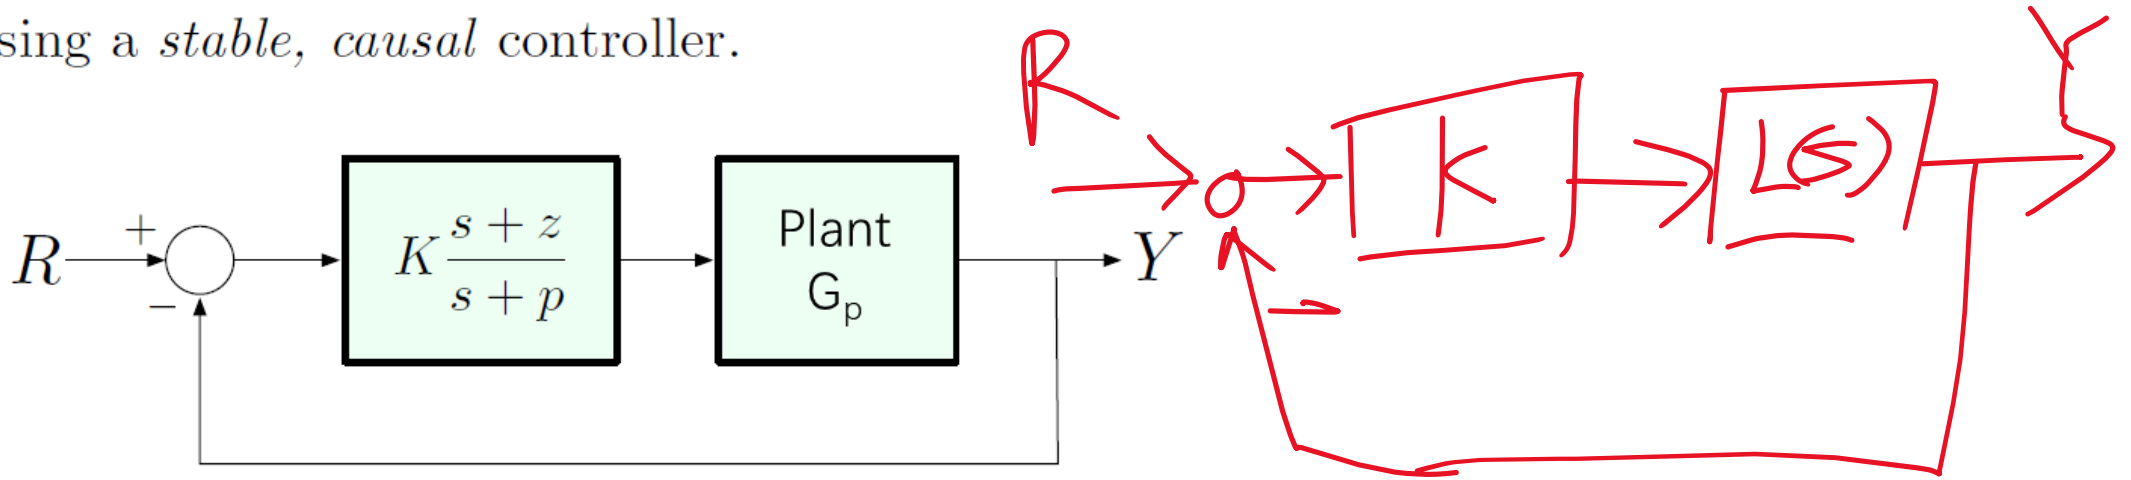 sing a stable, causal controller.
R
+
−
K
s + z
s + p
Plant
Gp
Y
R
K
L(s)
Y
−